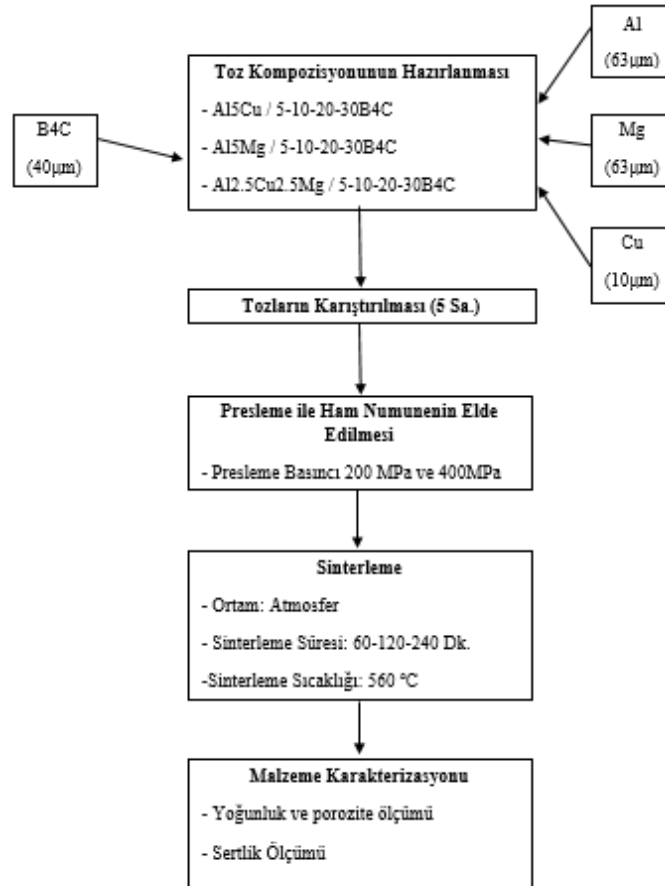 Al
(63µm)
Toz Kompozisyonunun Hazırlanması
- Al5Cu / 5-10-20-30B4C
- Al5Mg / 5-10-20-30B4C
- Al2.5Cu2.5Mg / 5-10-20-30B4C
B4C
(40µm)
Mg
(63µm)
Cu
(10µm)
Tozların Karıştırılması (5 Sa.)
Presleme ile Ham Numunenin Elde
Edilmesi
- Presleme Basıncı 200 MPa ve 400MPa
Sinterleme
- Ortam: Atmosfer
- Sinterleme Süresi: 60-120-240 Dk.
-Sinterleme Sıcaklığı: 560 °C
Malzeme Karakterizasyonu
- Yoğunluk ve porozite ölçümü
- Sertlik Ölçümü